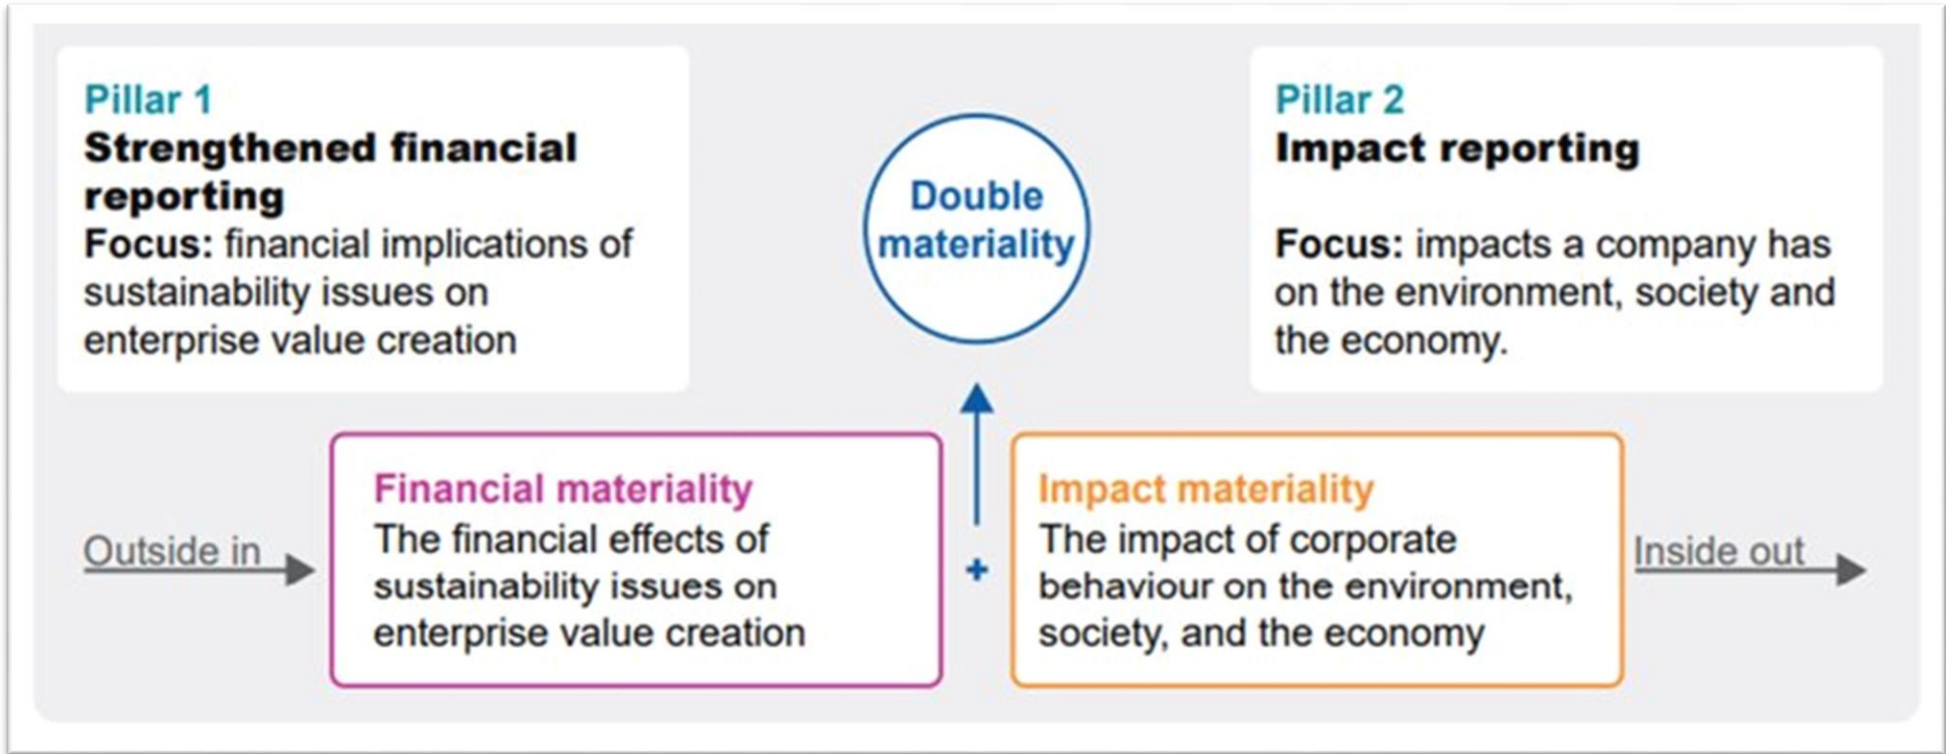 Pillar 1
Strengthened financial
reporting
Focus: financial implications of
sustainability issues on
enterprise value creation
Double
materiality
Pillar 2
Impact reporting
Focus: impacts a company has
on the environment, society and
the economy.
Outside in
Financial materiality
The financial effects of
sustainability issues on
enterprise value creation
+
Impact materiality
The impact of corporate
behaviour on the environment,
society, and the economy
Inside out